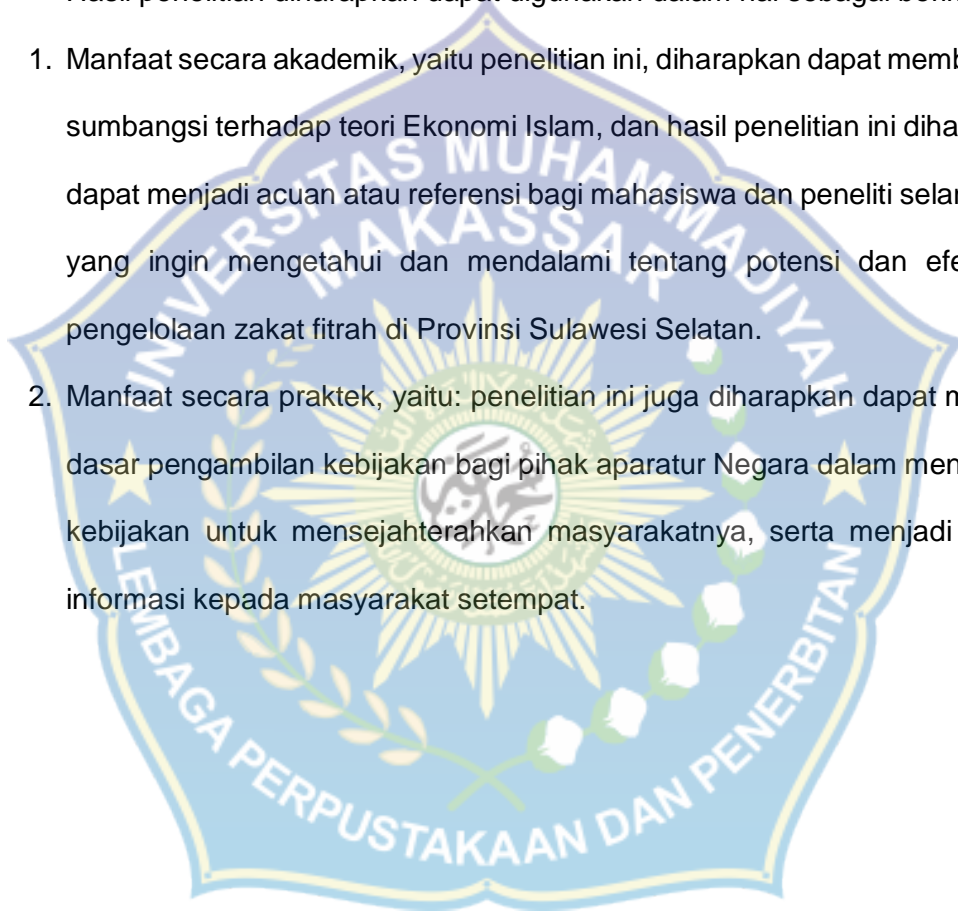 1. Manfaat secara akademik, yaitu penelitian ini, diharapkan dapat memb
sumbangsi terhadap teori Ekonomi Islam, dan hasil penelitian ini diha
dapat menjadi acuan atau referensi bagi mahasiswa dan peneliti selan
yang ingin mengetahui dan mendalami tentang potensi dan efe
pengelolaan zakat fitrah di Provinsi Sulawesi Selatan.
2. Manfaat secara praktek, yaitu: penelitian ini juga diharapkan dapat m
dasar pengambilan kebijakan bagi pihak aparatur Negara dalam men
kebijakan untuk mensejahterahkan masyarakatnya, serta menjadi
informasi kepada masyarakat setempat.
UNIVERSITAS MUHAMMADIYAH
MAKASSAR
LEMBAGA PERPUSTAKAAN DAN PENERBITAN